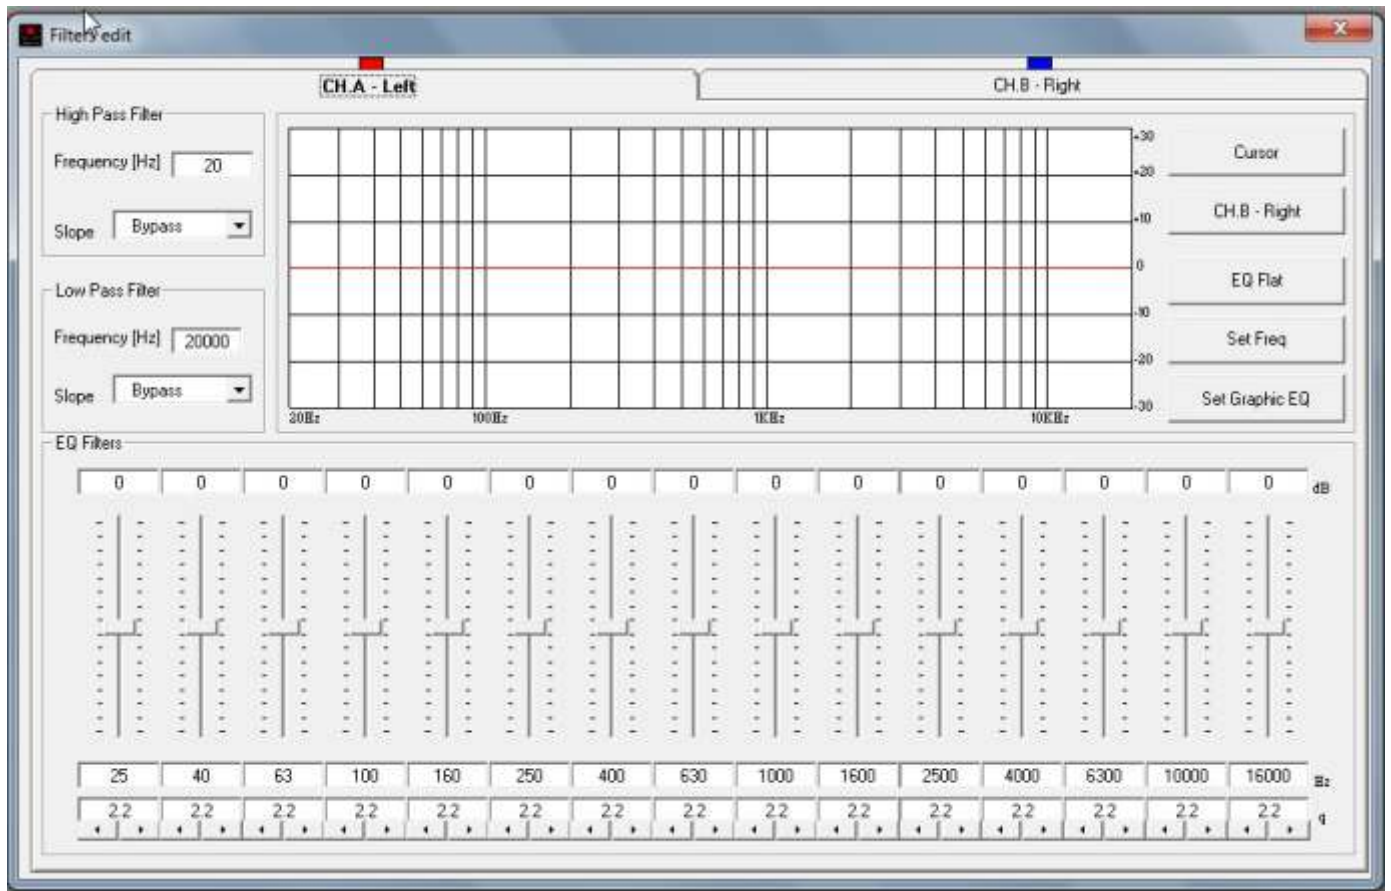 Filters edit
CH.A - Left
CH.B - Right
High Pass Filter
Frequency [Hz] 20
Slope Bypass
Low Pass Filter
Frequency [Hz] 20000
Slope Bypass
+30
+20
+10
0
-10
-20
-30
20Hz 100Hz 1KHz 10KHz
Cursor
CH.B - Right
EQ Flat
Set Freq
Set Graphic EQ
EQ Filters
0 0 0 0 0 0 0 0 0 0 0 0 0 0 0 dB
25 40 63 100 160 250 400 630 1000 1600 2500 4000 6300 10000 16000 Hz
2.2 2.2 2.2 2.2 2.2 2.2 2.2 2.2 2.2 2.2 2.2 2.2 2.2 2.2 2.2 q